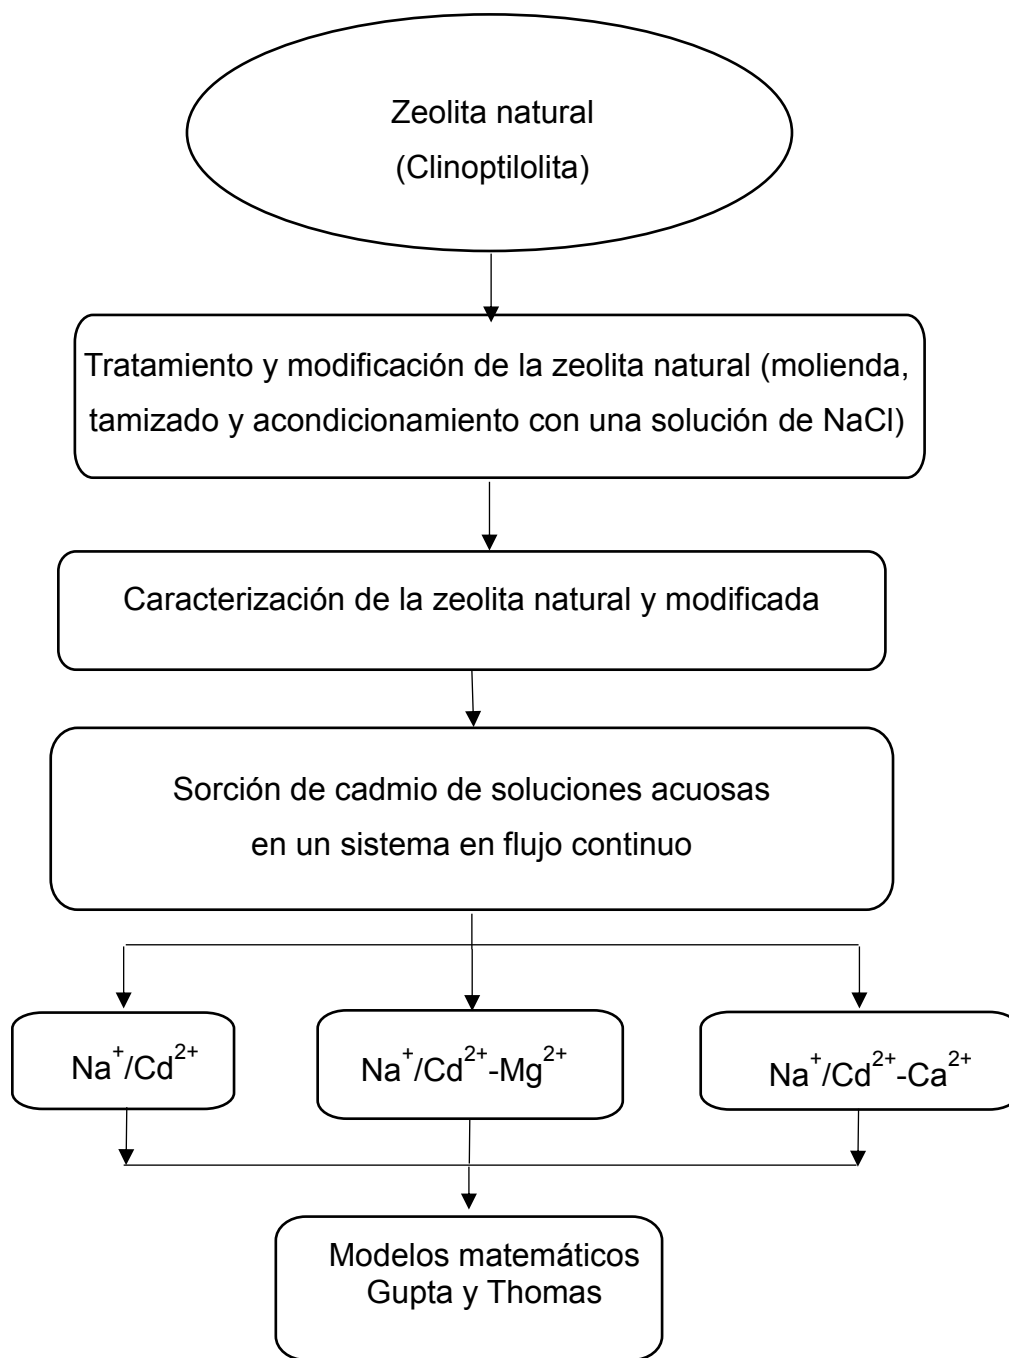 Zeolita natural
(Clinoptilolita)
Tratamiento y modificación de la zeolita natural (molienda,
tamizado y acondicionamiento con una solución de NaCl)
Caracterización de la zeolita natural y modificada
Sorción de cadmio de soluciones acuosas
en un sistema en flujo continuo
Na⁺/Cd²⁺
Na⁺/Cd²⁺-Mg²⁺
Na⁺/Cd²⁺-Ca²⁺
Modelos matemáticos
Gupta y Thomas